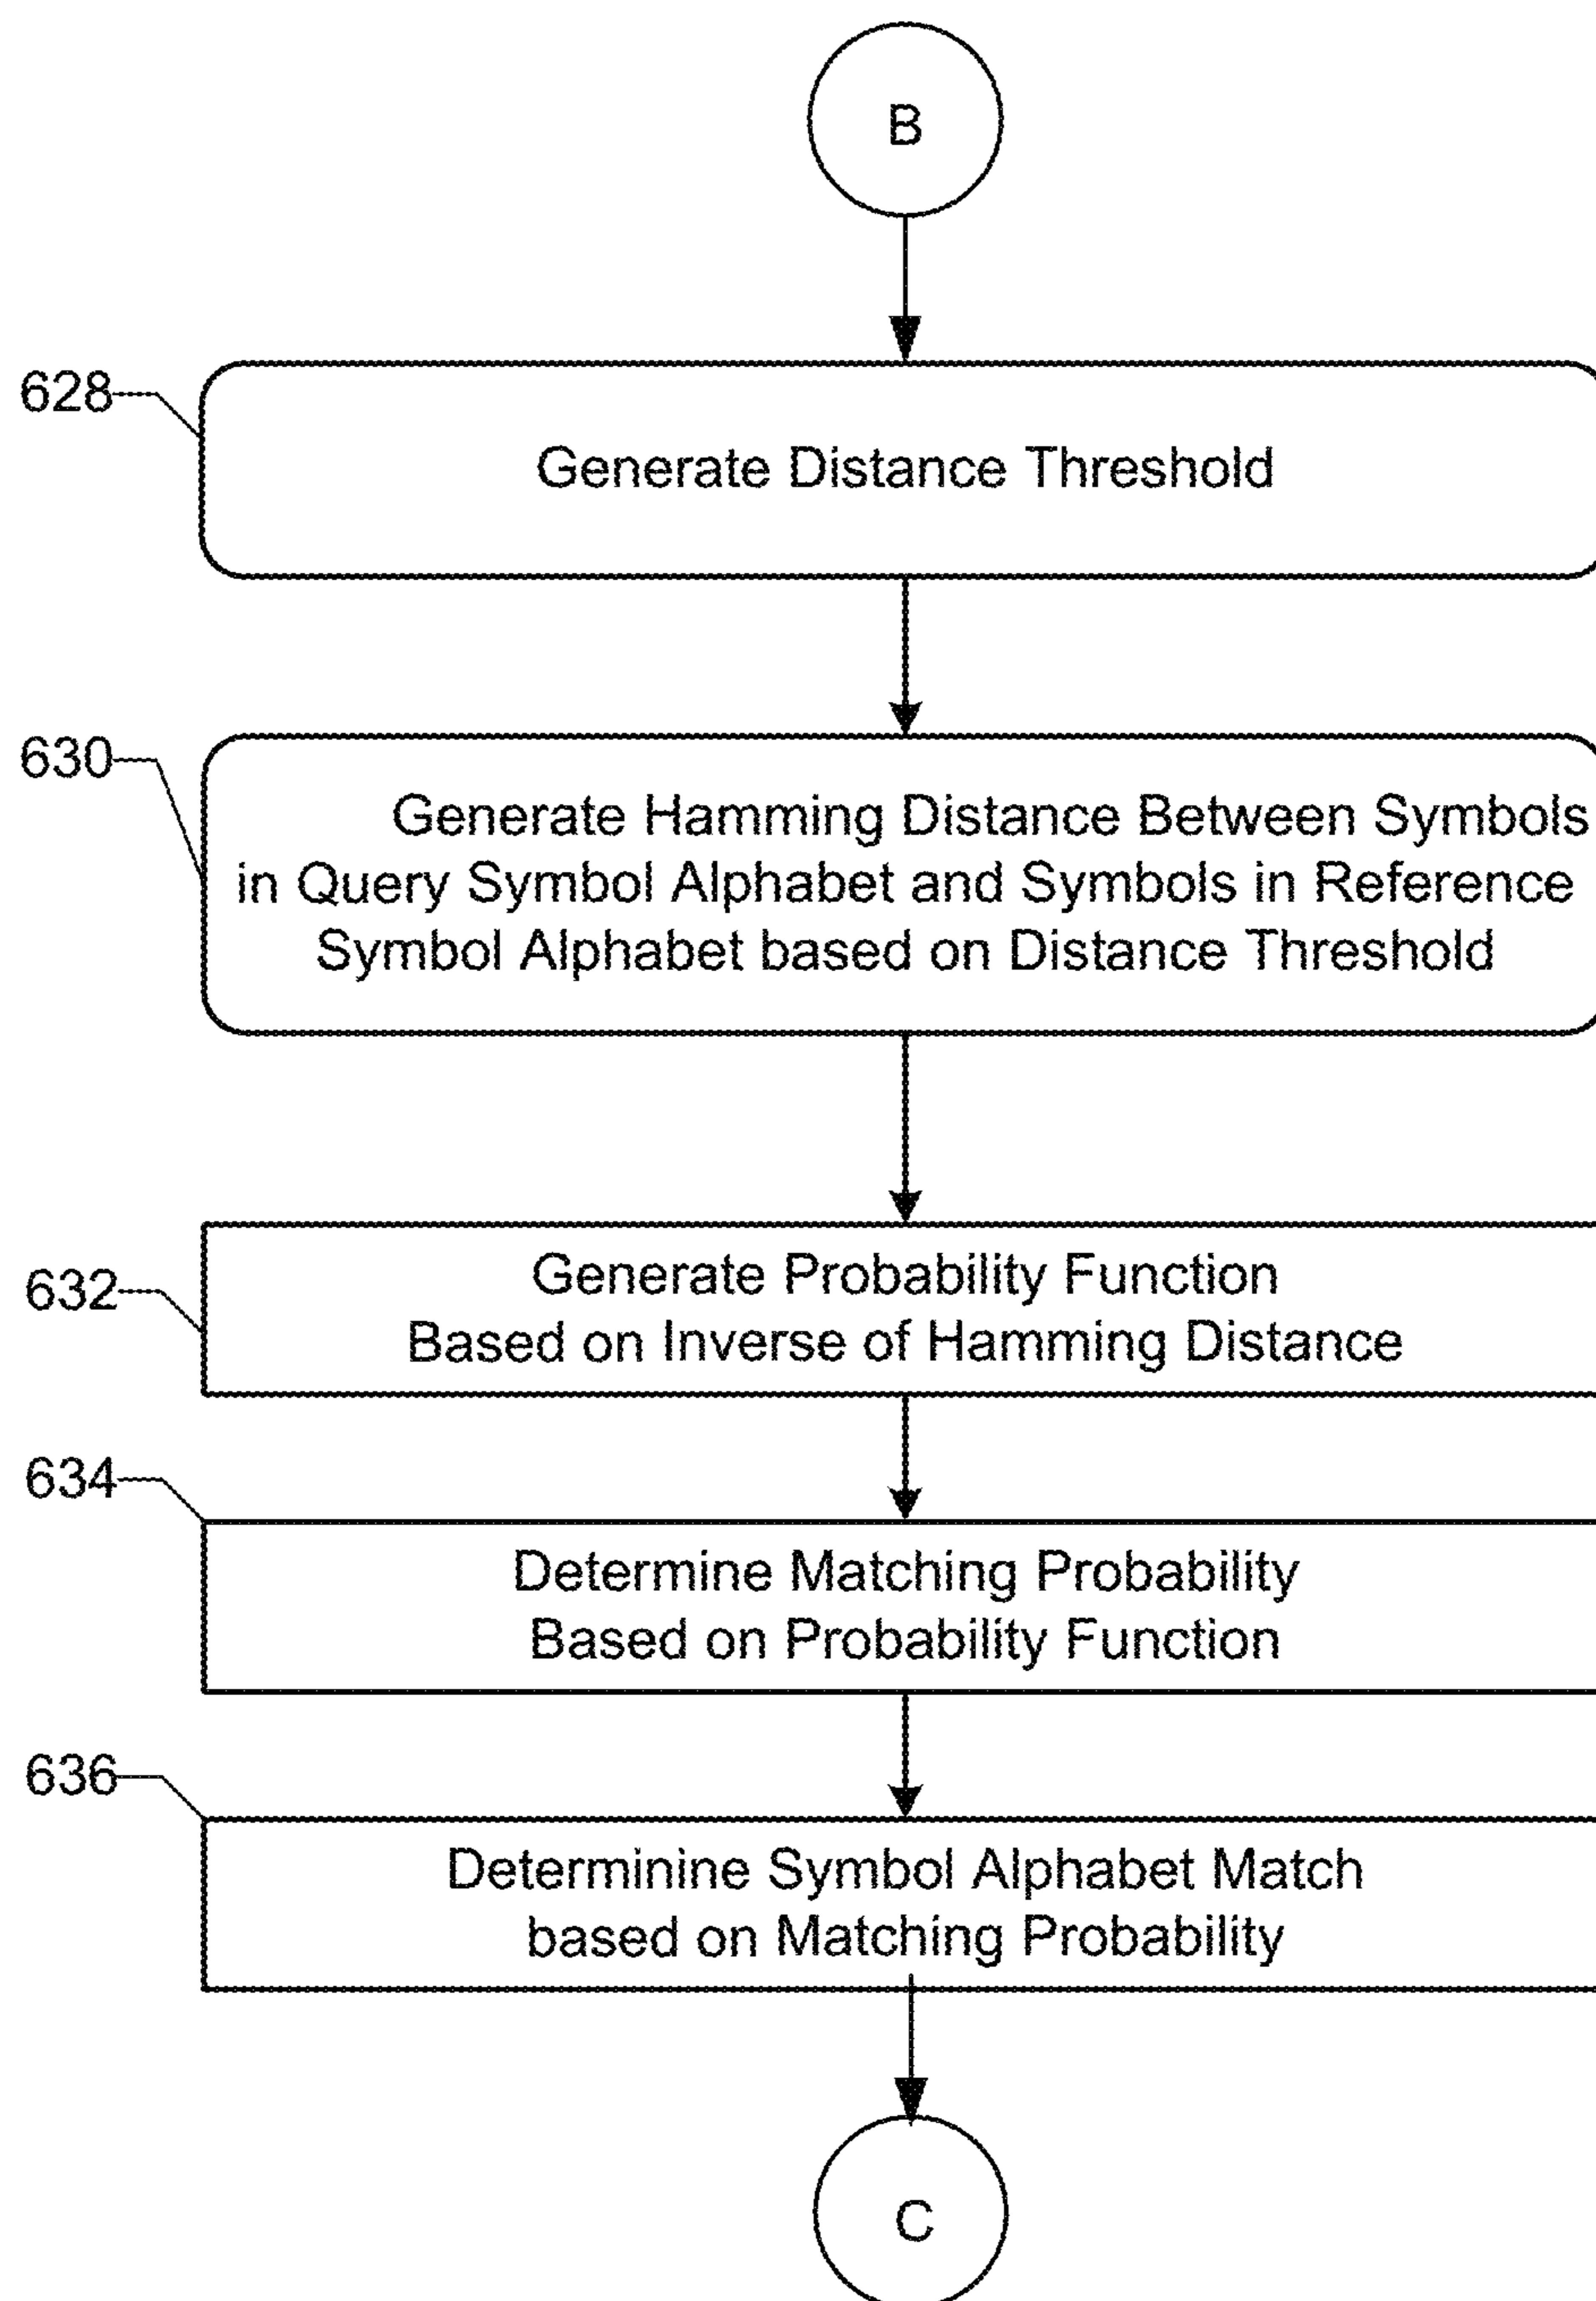 B
628
Generate Distance Threshold
630
Generate Hamming Distance Between Symbols
in Query Symbol Alphabet and Symbols in Reference
Symbol Alphabet based on Distance Threshold
632
Generate Probability Function
Based on Inverse of Hamming Distance
634
Determine Matching Probability
Based on Probability Function
636
Determinine Symbol Alphabet Match
based on Matching Probability
C